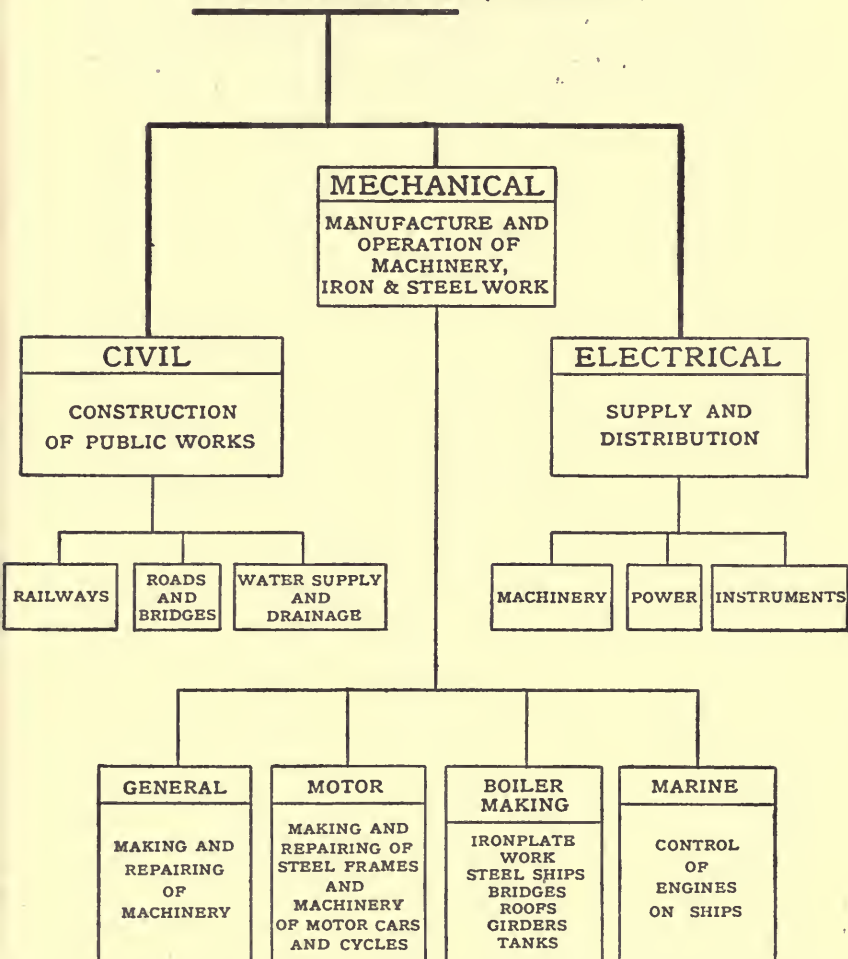 MECHANICAL
MANUFACTURE AND
OPERATION OF
MACHINERY,
IRON & STEEL WORK
CIVIL
CONSTRUCTION
OF PUBLIC WORKS
ELECTRICAL
SUPPLY AND
DISTRIBUTION
RAILWAYS
ROADS
AND
BRIDGES
WATER SUPPLY
AND
DRAINAGE
MACHINERY
POWER
INSTRUMENTS
GENERAL
MAKING AND
REPAIRING
OF
MACHINERY
MOTOR
MAKING AND
REPAIRING OF
STEEL FRAMES
AND
MACHINERY
OF MOTOR CARS
AND CYCLES
BOILER
MAKING
IRONPLATE
WORK
STEEL SHIPS
BRIDGES
ROOFS
GIRDERS
TANKS
MARINE
CONTROL
OF
ENGINES
ON SHIPS